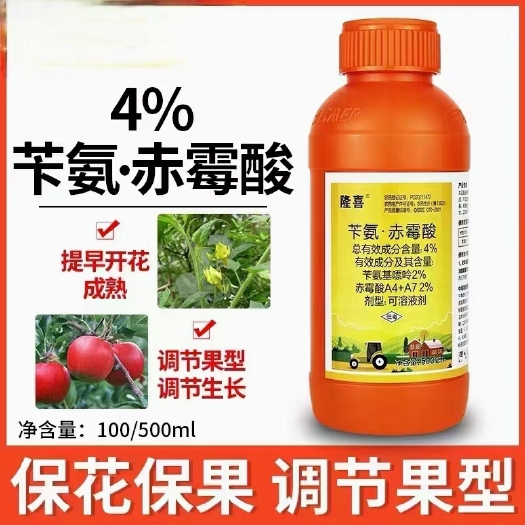 4%
苄氨·赤霉酸
提早开花
成熟
调节果型
调节生长
净含量：100/500ml
保花保果 调节果型
隆喜
苄氨·赤霉酸
总有效成分含量：4%
有效成分及其含量：
苄氨基嘌呤2%
赤霉酸A4+A7 2%
剂型：可溶液剂